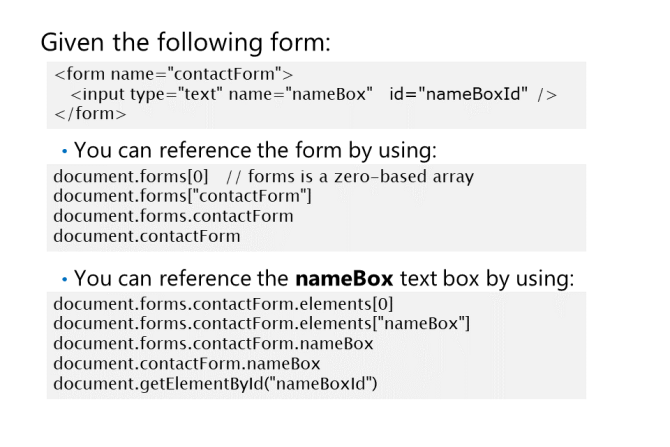 Given the following form:
<form name="contactForm">
<input type="text" name="nameBox" id="nameBoxId" />
</form>
• You can reference the form by using:
document.forms[0] // forms is a zero-based array
document.forms["contactForm"]
document.forms.contactForm
document.contactForm
• You can reference the nameBox text box by using:
document.forms.contactForm.elements[0]
document.forms.contactForm.elements["nameBox"]
document.forms.contactForm.nameBox
document.contactForm.nameBox
document.getElementById("nameBoxId")